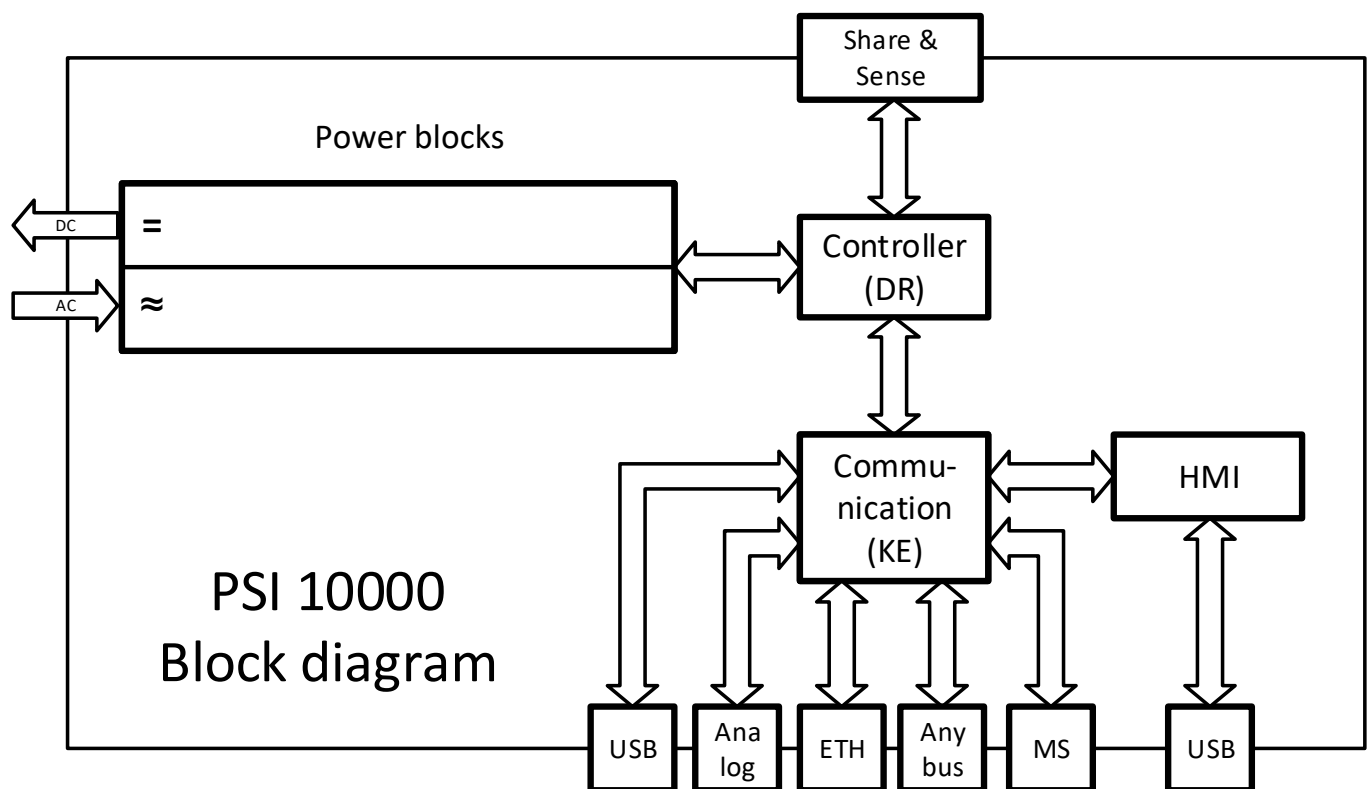 Share &
Sense
Power blocks
DC
=
AC
≈
Controller
(DR)
Commu-
nication
(KE)
HMI
PSI 10000
Block diagram
USB
Ana
log
ETH
Any
bus
MS
USB